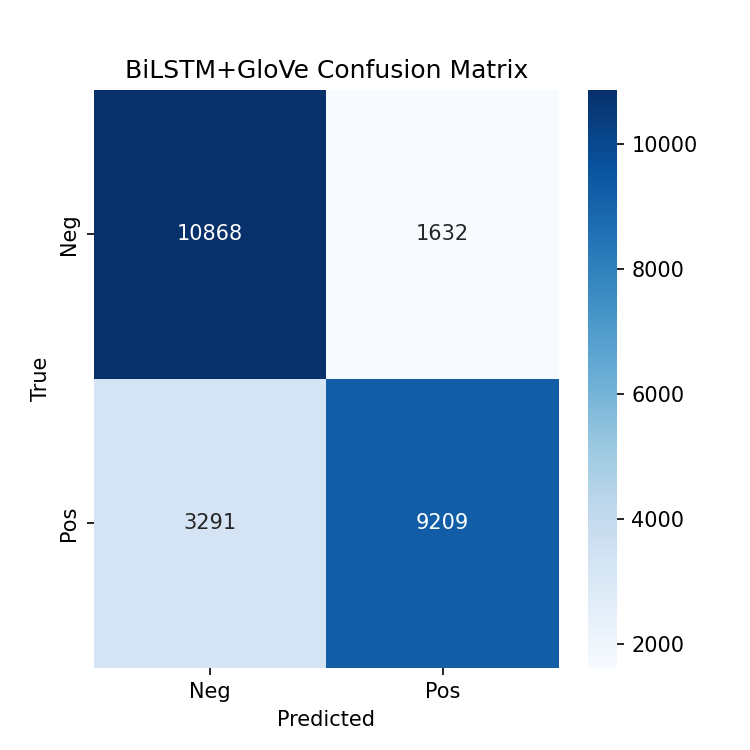 BiLSTM+GloVe Confusion Matrix
10868
1632
3291
9209
Neg
Pos
True
Neg
Pos
Predicted
10000
8000
6000
4000
2000